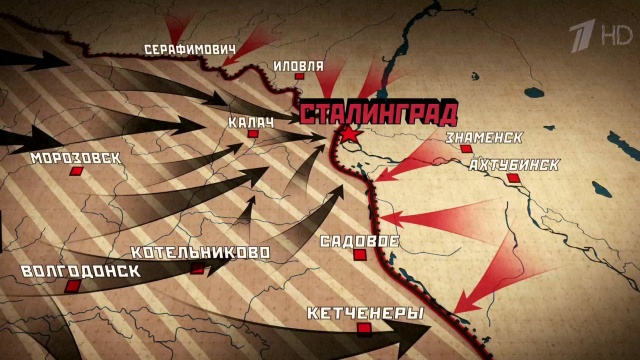 1 HD
СЕРАФИМОВИЧ
ИЛОВЛЯ
СТАЛИНГРАД
КАЛАЧ
ЗНАМЕНСК
МОРОЗОВСК
АХТУБИНСК
КОТЕЛЬНИКОВО
САДОВОЕ
ВОЛГОДОНСК
КЕТЧЕНЕРЫ